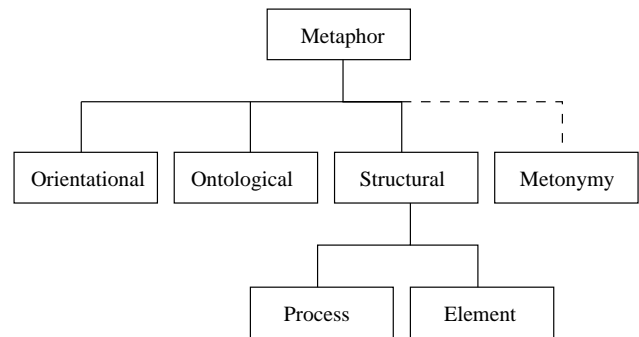 Metaphor
Orientational Ontological Structural Metonymy
Process Element